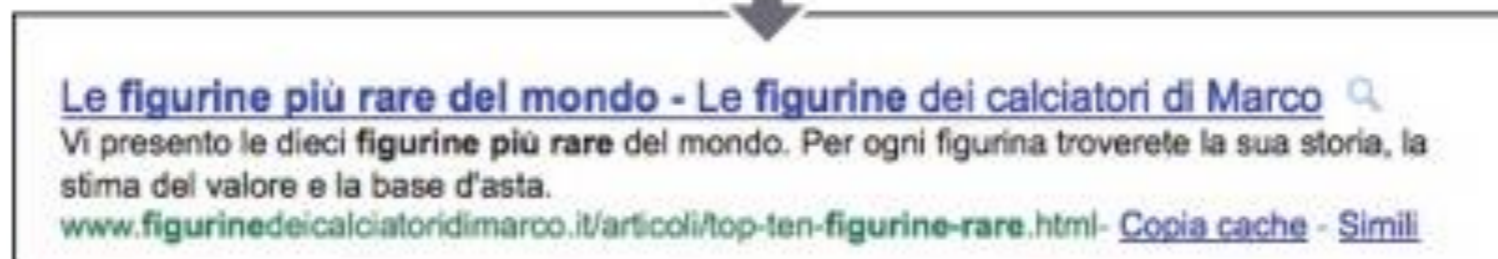 Le figurine più rare del mondo - Le figurine dei calciatori di Marco
Vi presento le dieci figurine più rare del mondo. Per ogni figurina troverete la sua storia, la
stima del valore e la base d'asta.
www.figurinedeicalciatoridimarco.it/articoli/top-ten-figurine-rare.html- Copia cache - Simili